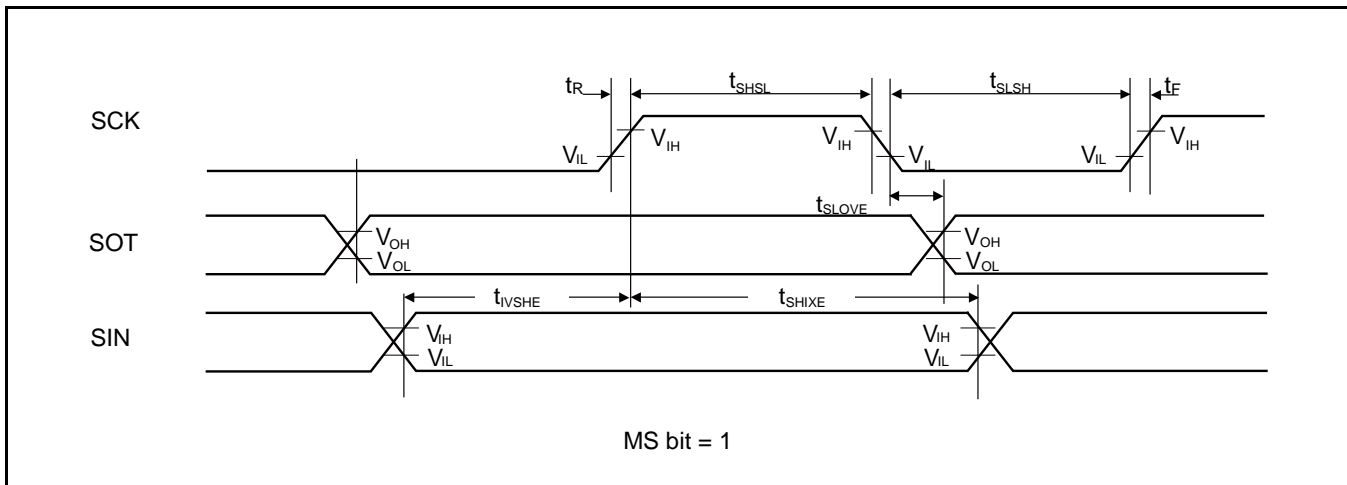 tR tSHSL tSLSH tF
SCK
VIH VIH VIH
VIL VIL VIL
tSLOVE
SOT
VOH VOH
VOL VOL
tIVSHE tSHIXE
SIN
VIH VIH
VIL VIL
MS bit = 1